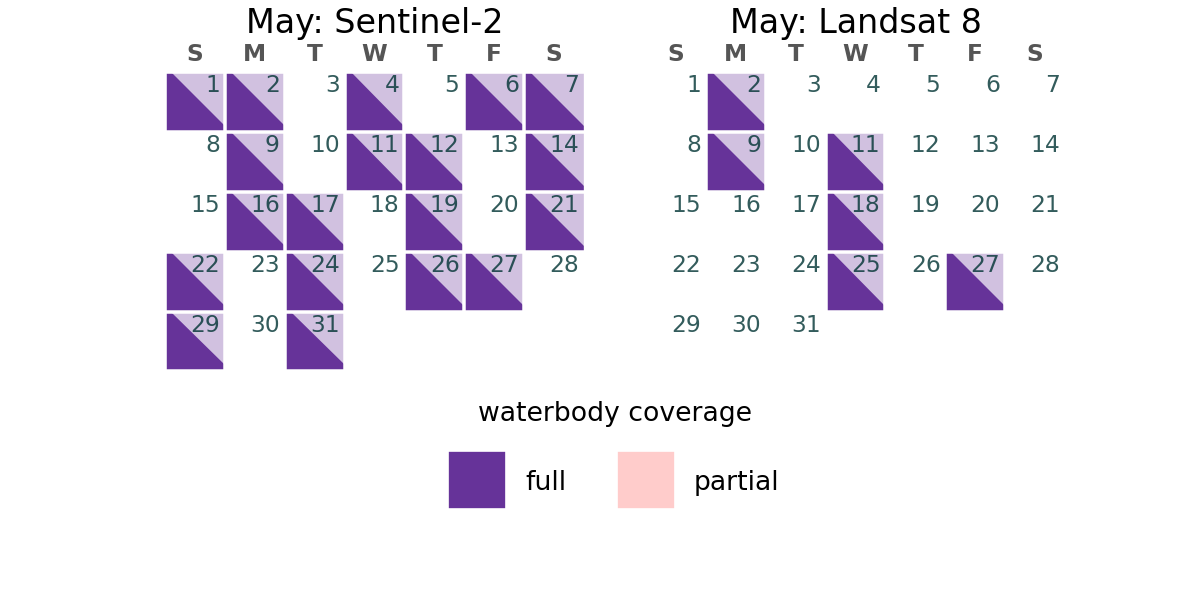 May: Sentinel-2
S M T W T F S
1 2 3 4 5 6 7
8 9 10 11 12 13 14
15 16 17 18 19 20 21
22 23 24 25 26 27 28
29 30 31
May: Landsat 8
S M T W T F S
1 2 3 4 5 6 7
8 9 10 11 12 13 14
15 16 17 18 19 20 21
22 23 24 25 26 27 28
29 30 31
waterbody coverage
full partial